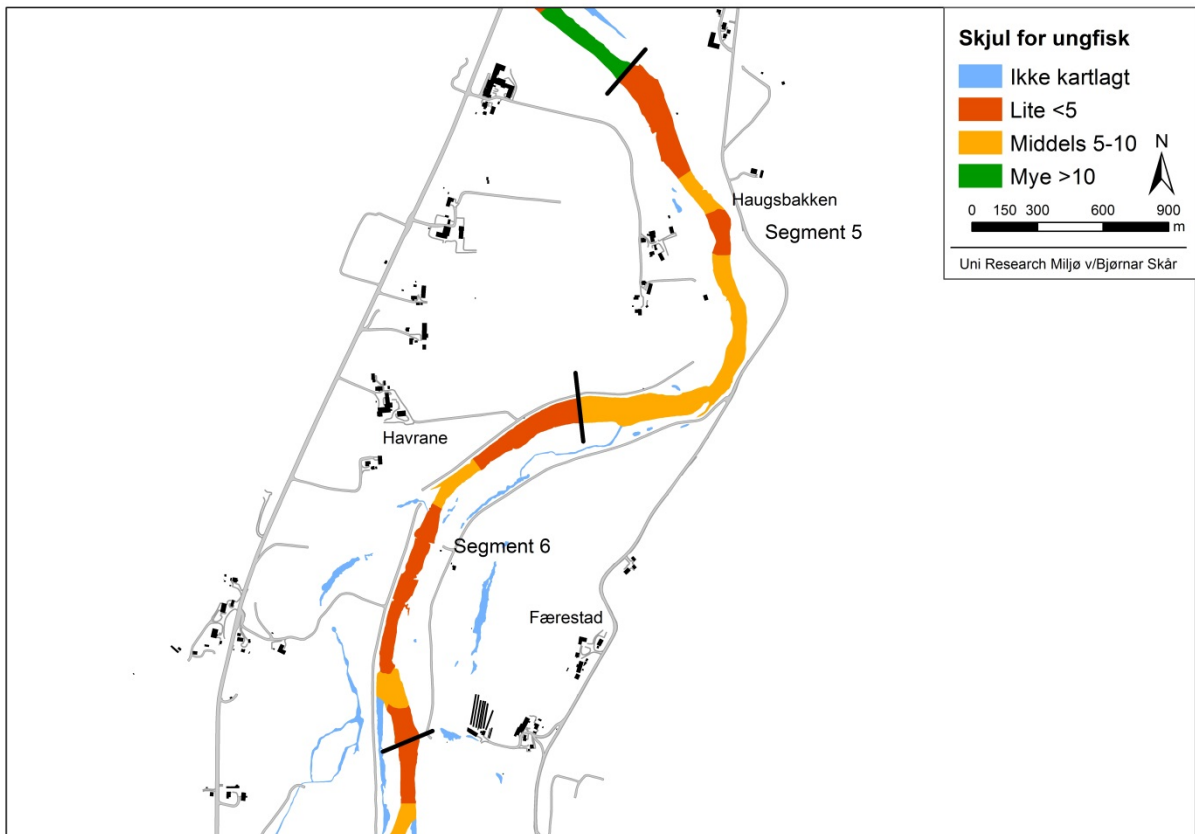 Skjul for ungfisk
Ikke kartlagt
Lite <5
Middels 5-10
Mye >10
N
0 150 300 600 900
m
Uni Research Miljø v/Bjørnar Skår
Haugsbakken
Segment 5
Havrane
Segment 6
Færestad